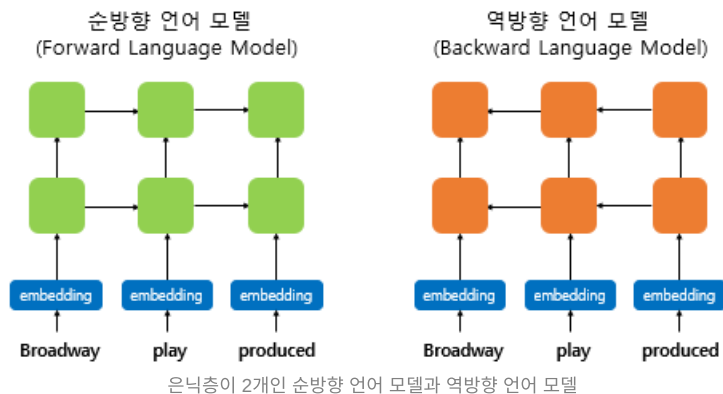 순방향 언어 모델
(Forward Language Model)
역방향 언어 모델
(Backward Language Model)
embedding
embedding
embedding
embedding
embedding
embedding
Broadway
play
produced
Broadway
play
produced
은닉층이 2개인 순방향 언어 모델과 역방향 언어 모델